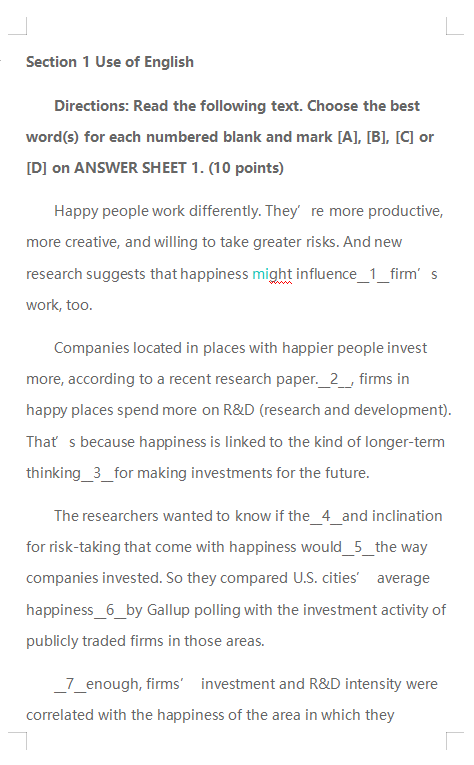 Section 1 Use of English
Directions: Read the following text. Choose the best
word(s) for each numbered blank and mark [A], [B], [C] or
[D] on ANSWER SHEET 1. (10 points)
Happy people work differently. They’re more productive,
more creative, and willing to take greater risks. And new
research suggests that happiness might influence__1__firm’s
work, too.
Companies located in places with happier people invest
more, according to a recent research paper.__2__, firms in
happy places spend more on R&D (research and development).
That’s because happiness is linked to the kind of longer-term
thinking__3__for making investments for the future.
The researchers wanted to know if the__4__and inclination
for risk-taking that come with happiness would__5__the way
companies invested. So they compared U.S. cities’ average
happiness__6__by Gallup polling with the investment activity of
publicly traded firms in those areas.
__7__enough, firms’ investment and R&D intensity were
correlated with the happiness of the area in which they